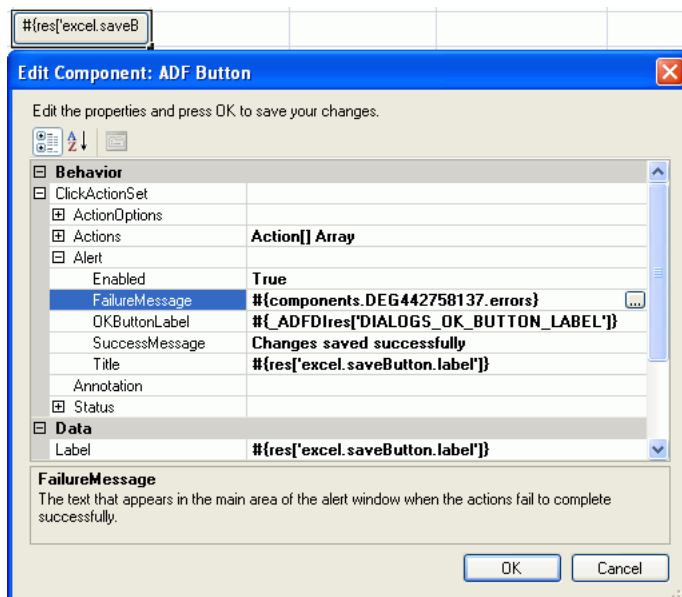 #{res['excel.saveB
Edit Component: ADF Button
Edit the properties and press OK to save your changes.
Behavior
ClickActionSet
ActionOptions
Actions Action[] Array
Alert
Enabled True
FailureMessage #{components.DEG442758137.errors} ...
OKButtonLabel #{_ADFDIres['DIALOGS_OK_BUTTON_LABEL']}
SuccessMessage Changes saved successfully
Title #{res['excel.saveButton.label']}
Annotation
Status
Data
Label #{res['excel.saveButton.label']}
FailureMessage
The text that appears in the main area of the alert window when the actions fail to complete
successfully.
OK Cancel